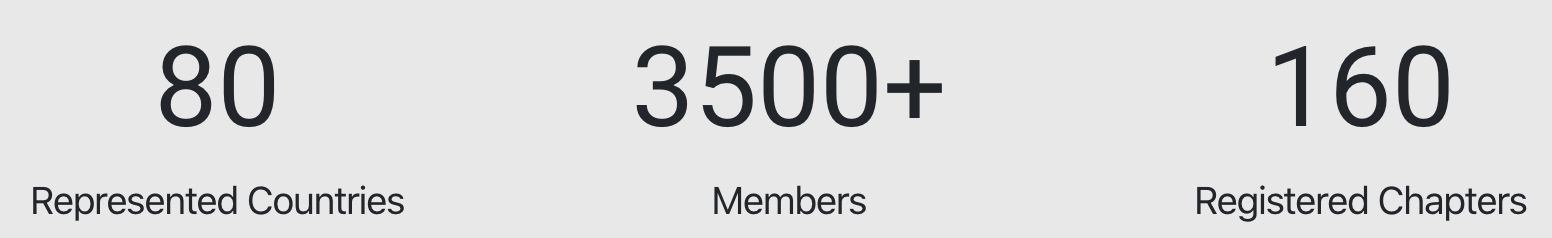 80 3500+ 160
Represented Countries Members Registered Chapters